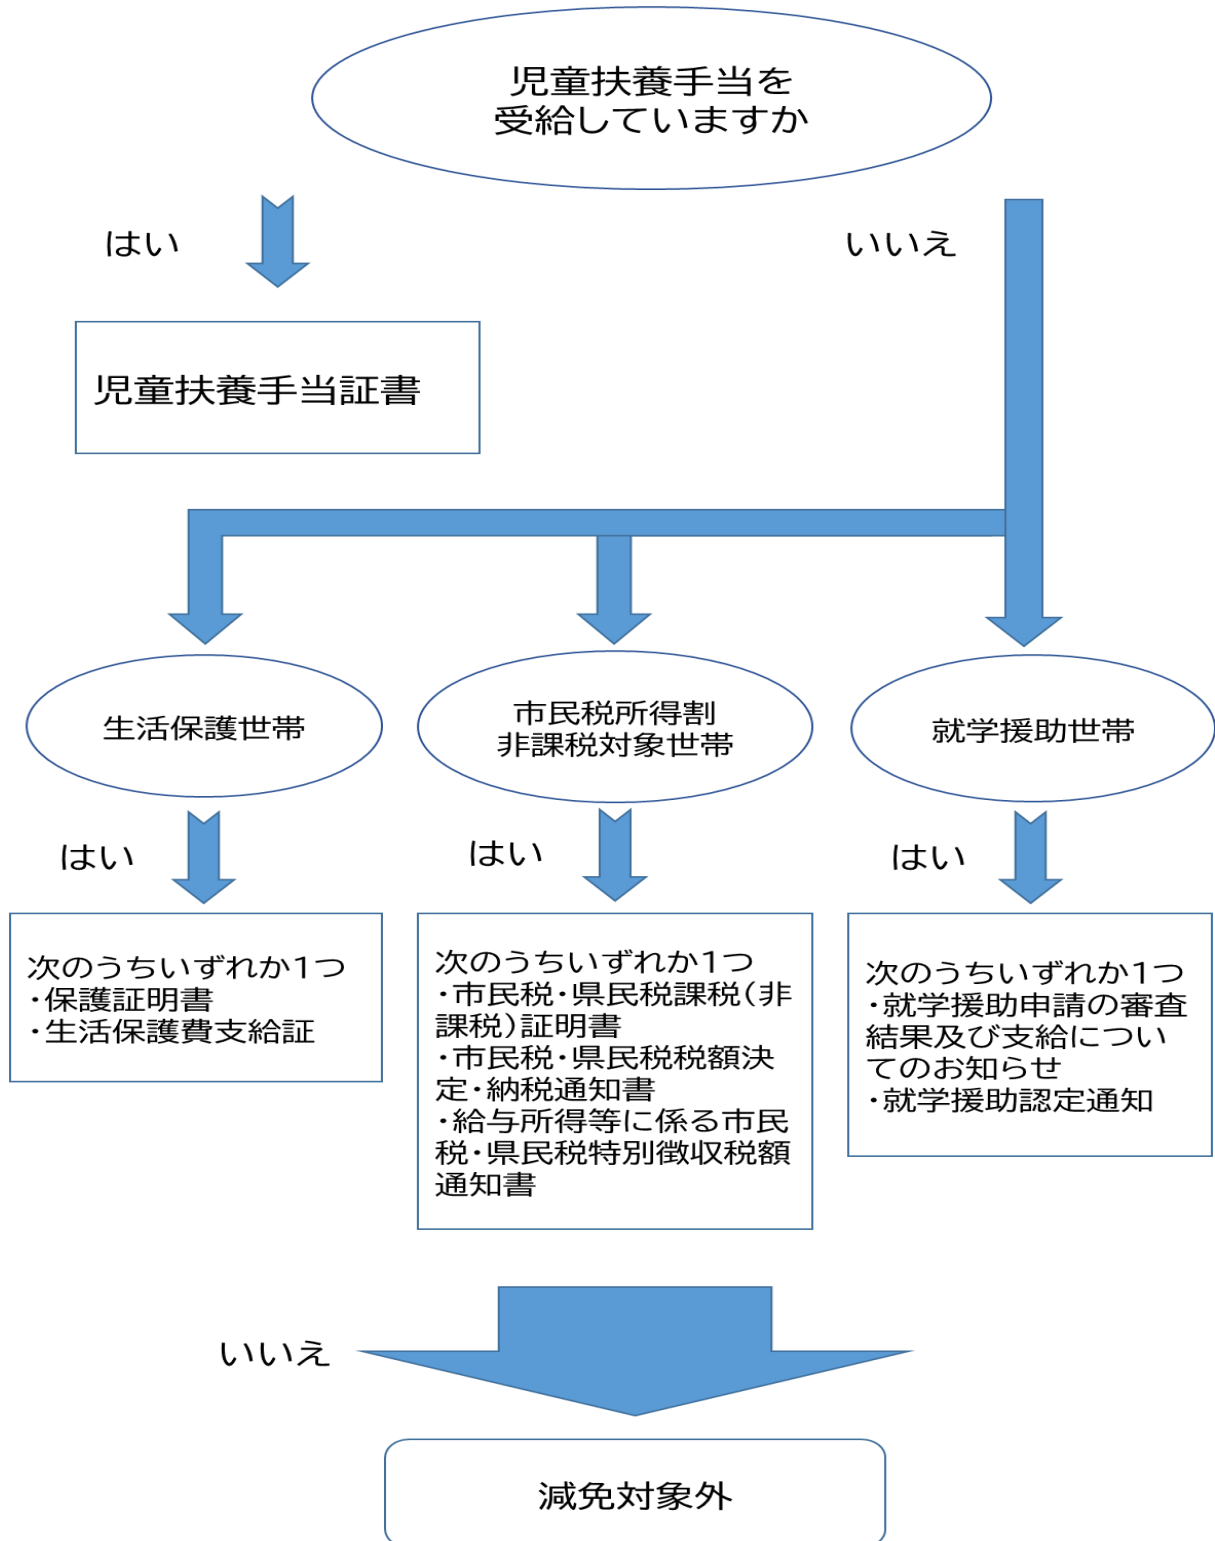 児童扶養手当を
受給していますか
はい
いいえ
児童扶養手当証書
生活保護世帯
市民税所得割
非課税対象世帯
就学援助世帯
はい
はい
はい
次のうちいずれか1つ
・保護証明書
・生活保護費支給証
次のうちいずれか1つ
・市民税・県民税課税(非
課税)証明書
・市民税・県民税税額決
定・納税通知書
・給与所得等に係る市民
税・県民税特別徴収税額
通知書
次のうちいずれか1つ
・就学援助申請の審査
結果及び支給につい
てのお知らせ
・就学援助認定通知
いいえ
減免対象外